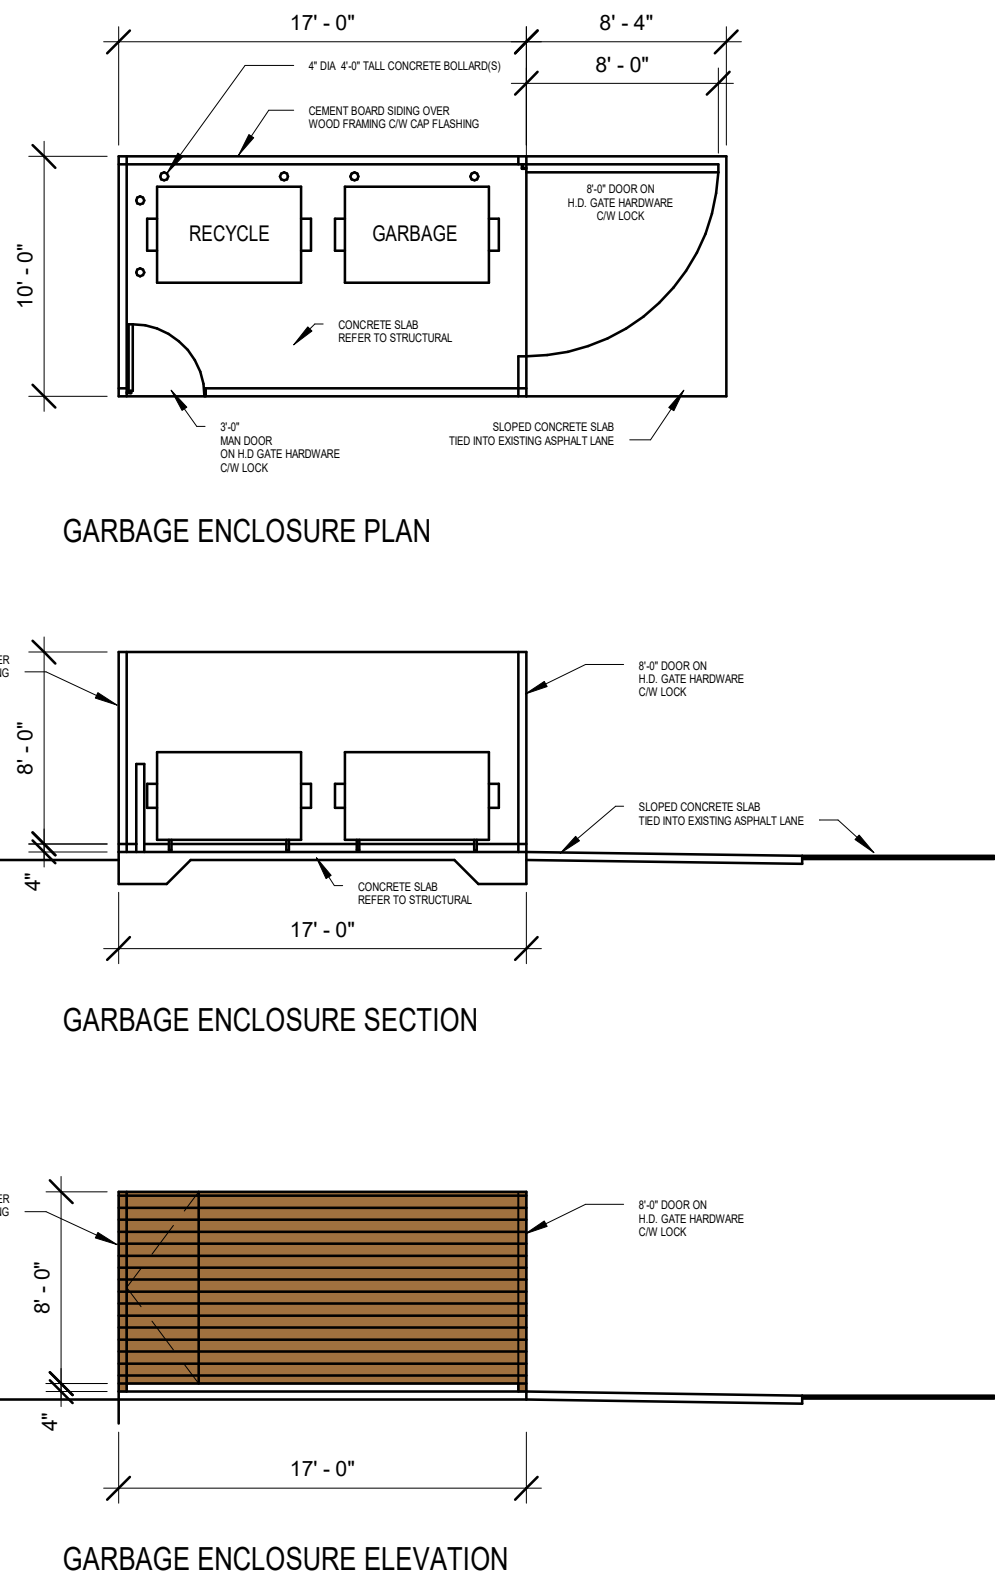 17' - 0"
8' - 4"
8' - 0"
4" DIA 4'-0" TALL CONCRETE BOLLARD(S)
CEMENT BOARD SIDING OVER
WOOD FRAMING C/W CAP FLASHING
8'-0" DOOR ON
H.D. GATE HARDWARE
C/W LOCK
RECYCLE
GARBAGE
10' - 0"
CONCRETE SLAB
REFER TO STRUCTURAL
3'-0"
MAN DOOR
ON H.D GATE HARDWARE
C/W LOCK
SLOPED CONCRETE SLAB
TIED INTO EXISTING ASPHALT LANE
GARBAGE ENCLOSURE PLAN
ER
NG
8'-0" DOOR ON
H.D. GATE HARDWARE
C/W LOCK
8' - 0"
SLOPED CONCRETE SLAB
TIED INTO EXISTING ASPHALT LANE
4"
CONCRETE SLAB
REFER TO STRUCTURAL
17' - 0"
GARBAGE ENCLOSURE SECTION
ER
NG
8'-0" DOOR ON
H.D. GATE HARDWARE
C/W LOCK
8' - 0"
4"
17' - 0"
GARBAGE ENCLOSURE ELEVATION